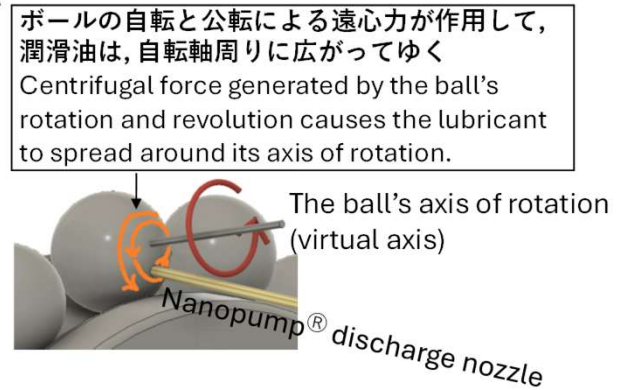 ボールの自転と公転による遠心力が作用して,
潤滑油は, 自転軸周りに広がってゆく
Centrifugal force generated by the ball's
rotation and revolution causes the lubricant
to spread around its axis of rotation.
The ball's axis of rotation
(virtual axis)
Nanopump® discharge nozzle